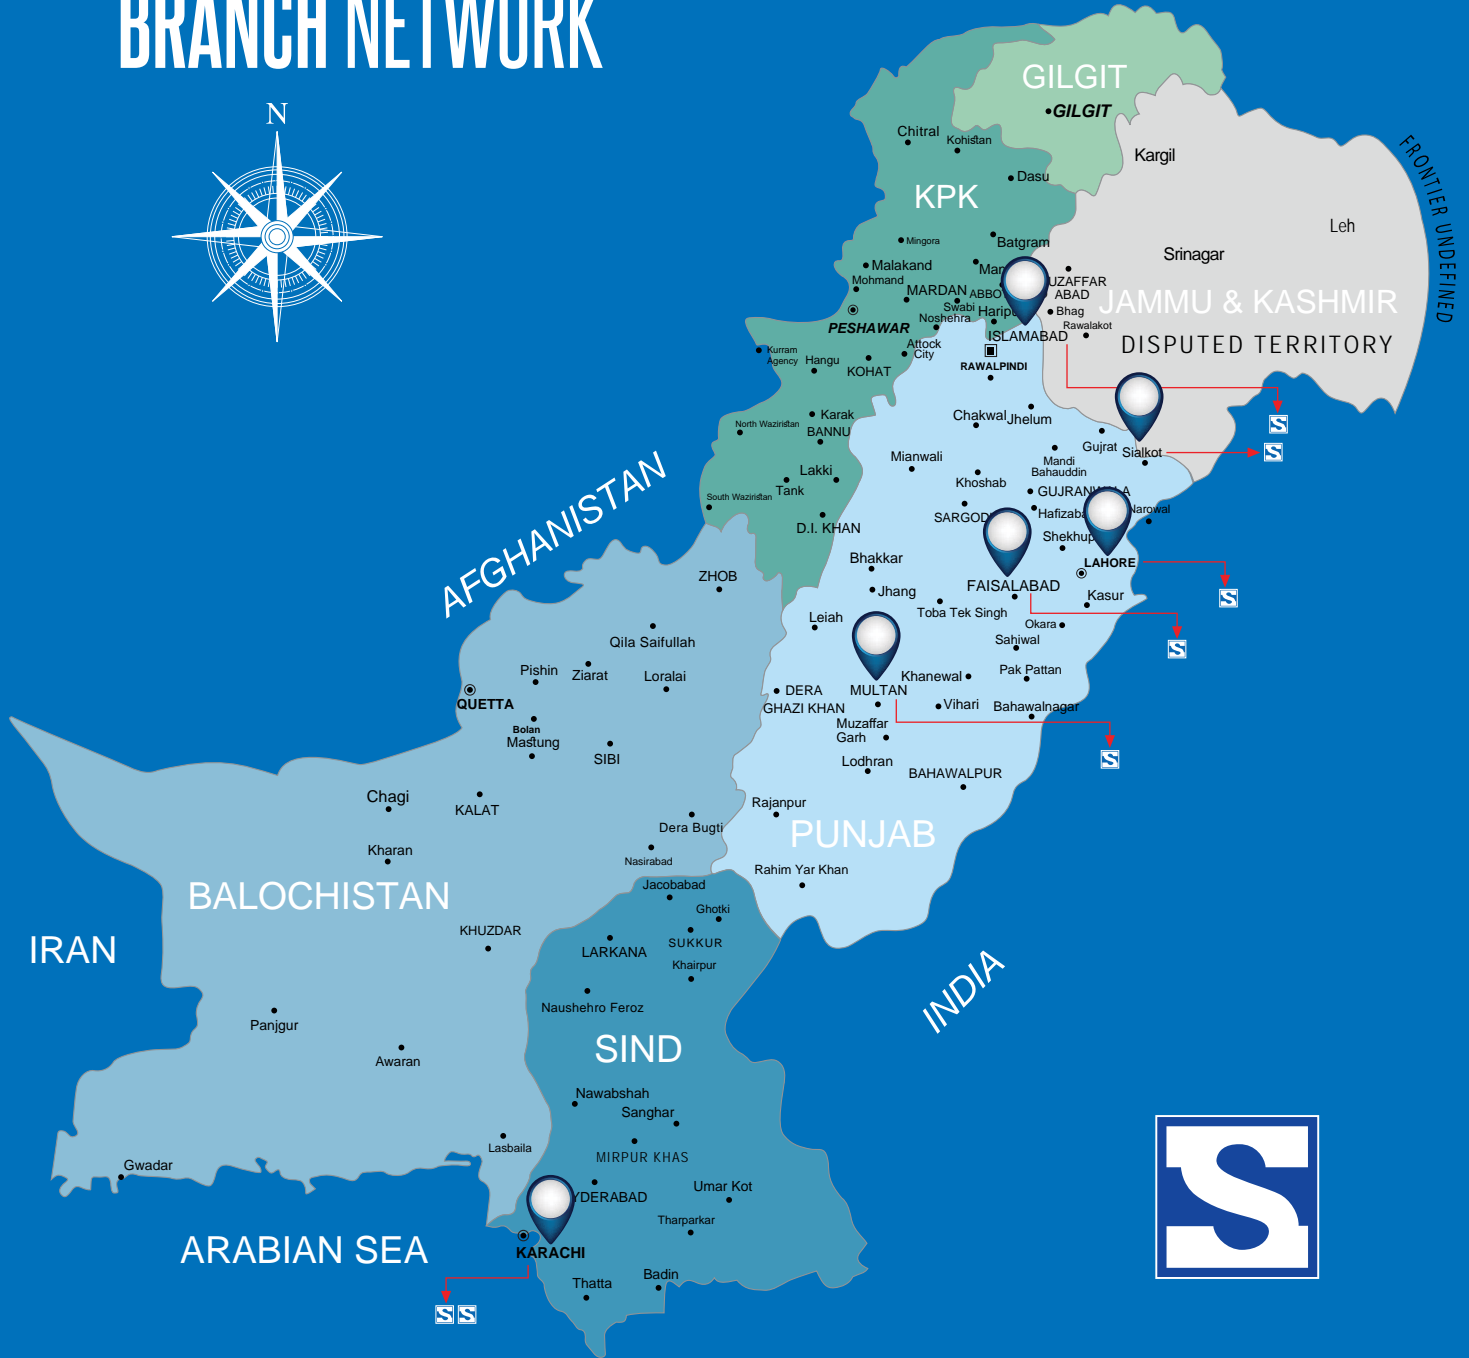 BRANCH NETWORK
N
GILGIT
GILGIT
Chitral
Kohistan
Kargil
Dasu
KPK
FRONTIER UNDEFINED
Leh
Mingora
Batgram
Srinagar
Malakand
Mohmand
MARDAN
Swabi
ABAD
JAMMU & KASHMIR
Bhag
Noshehra
Rawalakot
PESHAWAR
ISLAMABAD
DISPUTED TERRITORY
Attock
City
Kurram
Agency
Hangu
KOHAT
RAWALPINDI
Karak
Chakwal
Jhelum
North Waziristan
BANNU
Gujrat
Sialkot
Mianwali
Mandi
Bahauddin
Lakki
Tank
Khoshab
South Waziristan
Narowal
D.I. KHAN
AFGHANISTAN
Bhakkar
LAHORE
ZHOB
FAISALABAD
Jhang
Kasur
Toba Tek Singh
Leiah
Okara
Sahiwal
Qila Saifullah
Pishin
Ziarat
Loralai
Khanewal
Pak Pattan
QUETTA
DERA
GHAZI KHAN
MULTAN
Vihari
Bahawalnagar
Muzaffar
Garh
Bolan
Mastung
SIBI
Lodhran
BAHAWALPUR
Chagi
KALAT
Rajanpur
Dera Bugti
PUNJAB
Kharan
Nasirabad
Rahim Yar Khan
BALOCHISTAN
Jacobabad
Ghotki
KHUZDAR
SUKKUR
IRAN
LARKANA
Khairpur
INDIA
Naushehro Feroz
Panjgur
SIND
Awaran
Nawabshah
Sanghar
Lasbaila
MIRPUR KHAS
Gwadar
Umar Kot
Tharparkar
ARABIAN SEA
KARACHI
Thatta
Badin
S